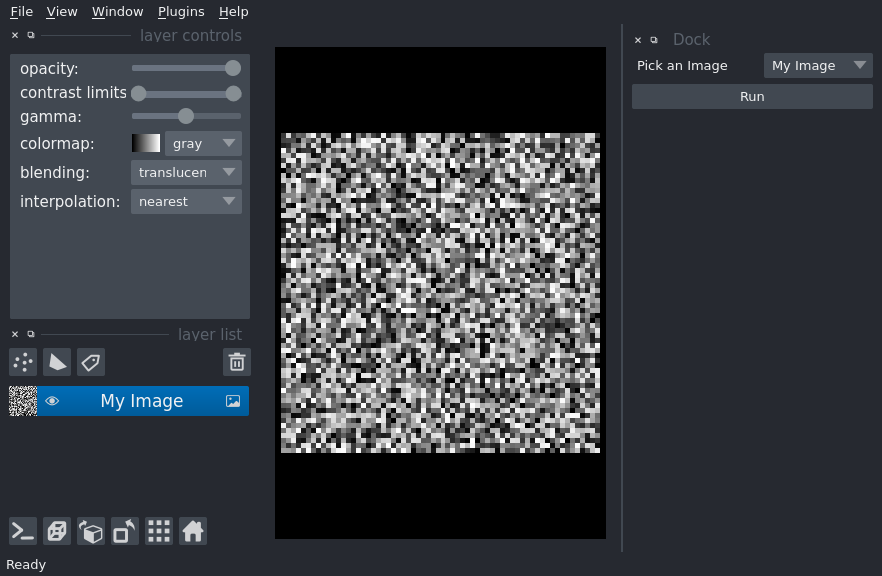 File View Window Plugins Help
layer controls
opacity:
contrast limits
gamma:
colormap: gray
blending: translucen
interpolation: nearest
layer list
My Image
Ready
Dock
Pick an Image My Image
Run